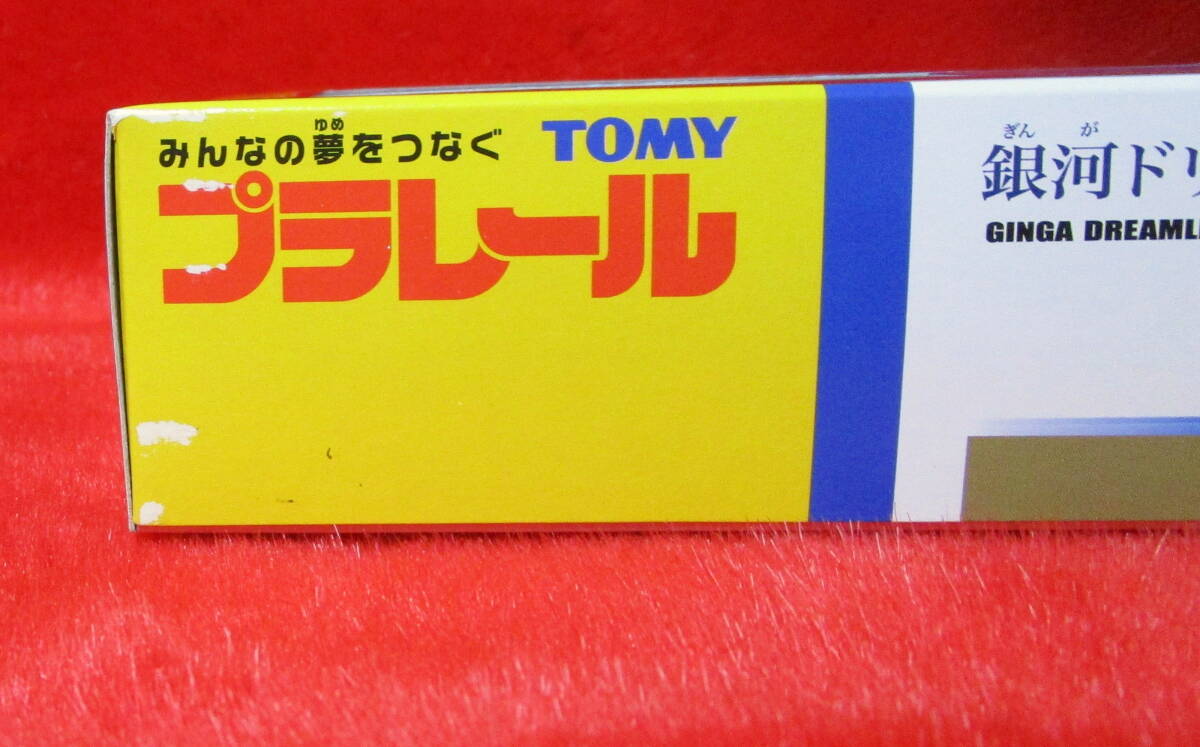 みんなの夢をつなぐ
ゆめ
TOMY
プラレール
ぎん が
銀河ド
GINGA DREAML